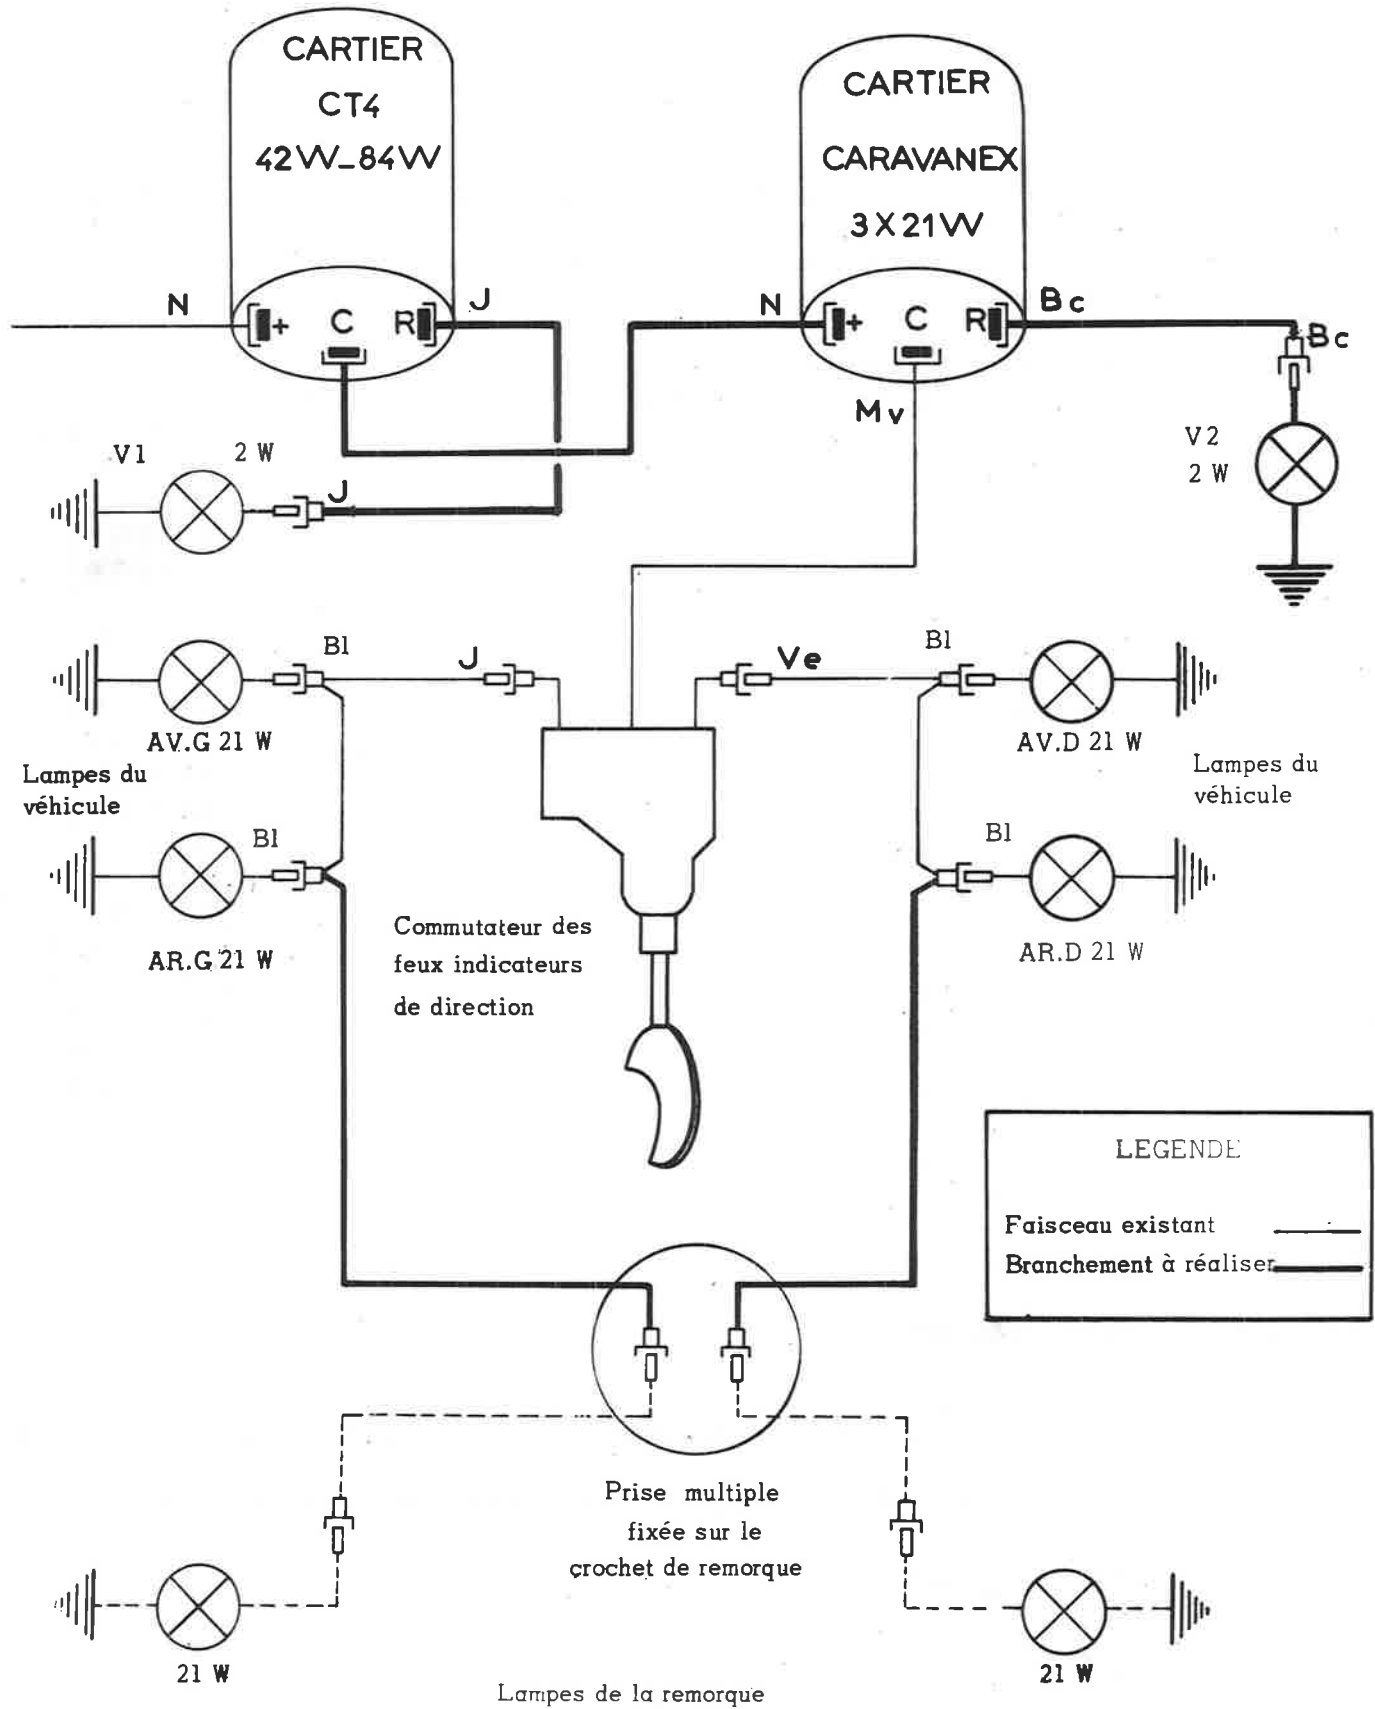 CARTIER
CT4
42W_84W
CARTIER
CARAVANEX
3X21W
N
+
C
R
J
N
+
C
R
Bc
Bc
Mv
V1
2 W
J
V2
2 W
Bl
J
Ve
Bl
AV.G 21 W
AV.D 21 W
Lampes du
véhicule
Lampes du
véhicule
Bl
Bl
AR.G 21 W
AR.D 21 W
Commutateur des
feux indicateurs
de direction
LEGENDE
Faisceau existant
Branchement à réaliser
Prise multiple
fixée sur le
crochet de remorque
21 W
21 W
Lampes de la remorque